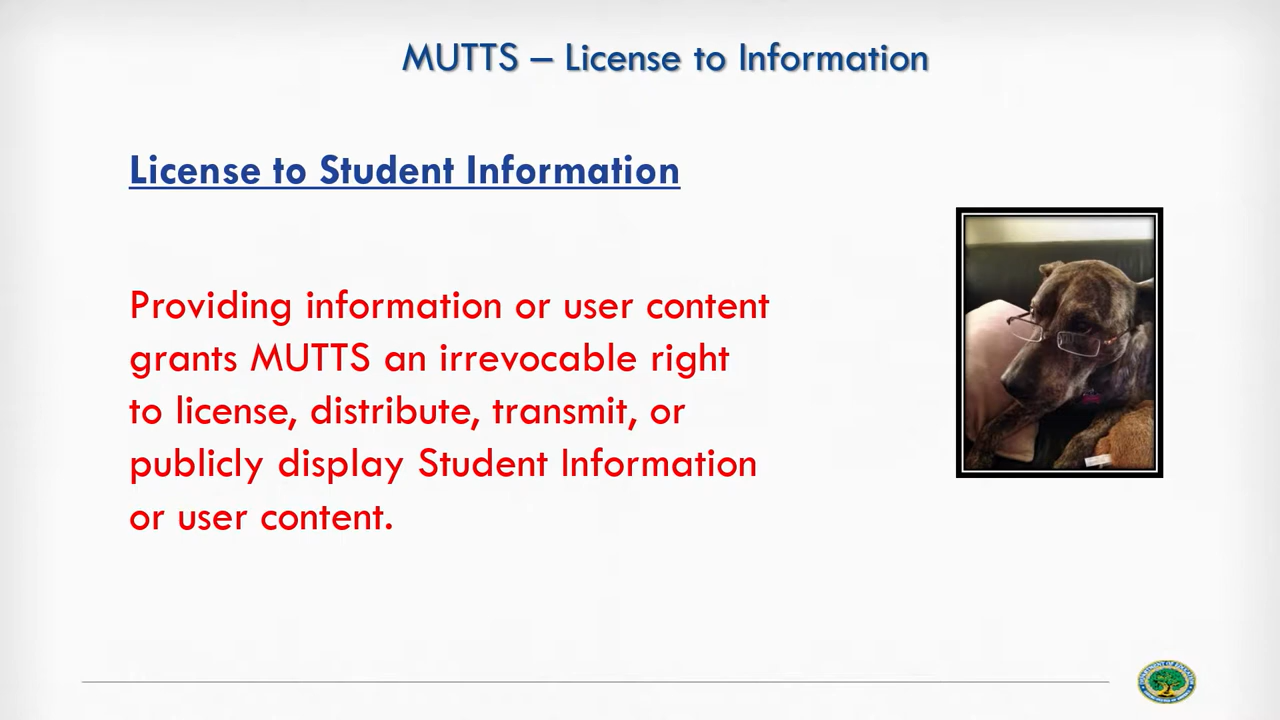 MUTTS – License to Information
License to Student Information
Providing information or user content
grants MUTTS an irrevocable right
to license, distribute, transmit, or
publicly display Student Information
or user content.